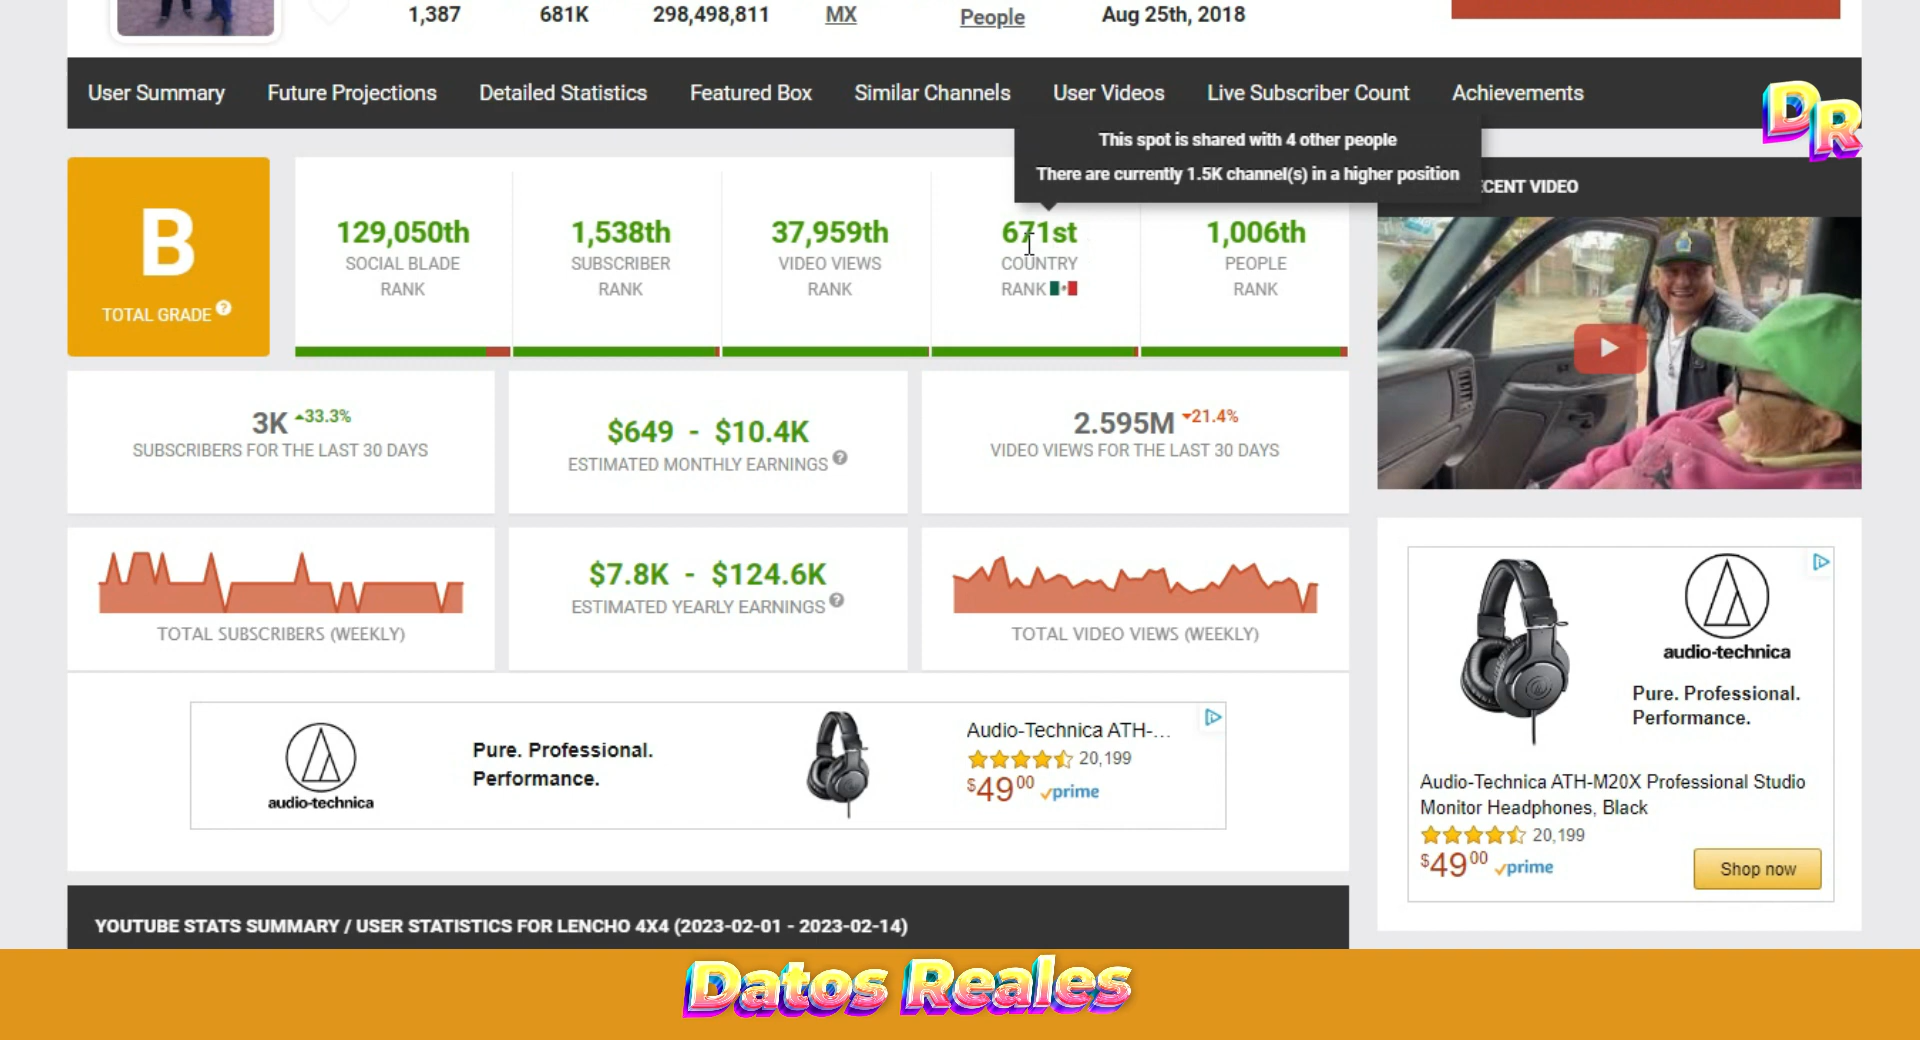 1,387 681K 298,498,811 MX People Aug 25th, 2018
User Summary Future Projections Detailed Statistics Featured Box Similar Channels User Videos Live Subscriber Count Achievements
DR
This spot is shared with 4 other people
There are currently 1.5K channel(s) in a higher position
CENT VIDEO
B
TOTAL GRADE ?
129,050th
SOCIAL BLADE
RANK
1,538th
SUBSCRIBER
RANK
37,959th
VIDEO VIEWS
RANK
671st
COUNTRY
RANK
1,006th
PEOPLE
RANK
3K 33.3%
SUBSCRIBERS FOR THE LAST 30 DAYS
$649 - $10.4K
ESTIMATED MONTHLY EARNINGS ?
2.595M 21.4%
VIDEO VIEWS FOR THE LAST 30 DAYS
TOTAL SUBSCRIBERS (WEEKLY)
$7.8K - $124.6K
ESTIMATED YEARLY EARNINGS ?
TOTAL VIDEO VIEWS (WEEKLY)
audio-technica
Pure. Professional.
Performance.
Audio-Technica ATH-...
20,199
$4900 prime
audio-technica
Pure. Professional.
Performance.
Audio-Technica ATH-M20X Professional Studio
Monitor Headphones, Black
20,199
$4900 prime
Shop now
YOUTUBE STATS SUMMARY / USER STATISTICS FOR LENCHO 4X4 (2023-02-01 - 2023-02-14)
Datos Reales